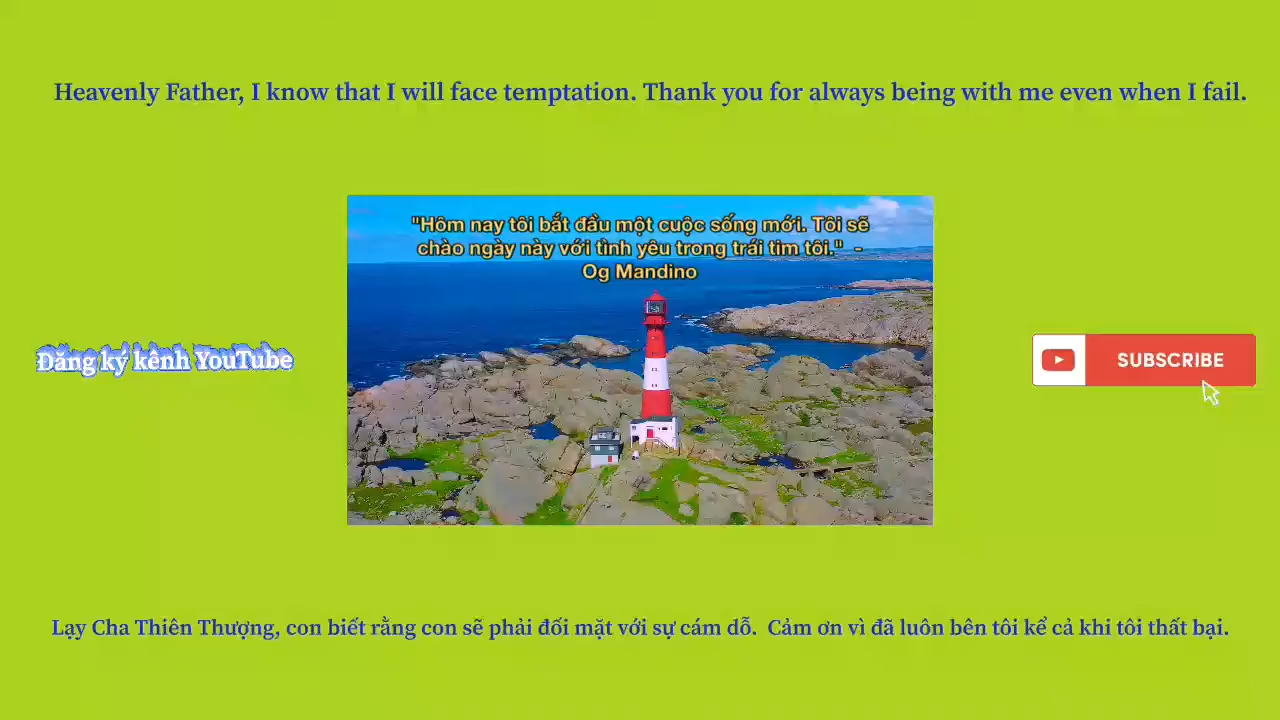 Heavenly Father, I know that I will face temptation. Thank you for always being with me even when I fail.
"Hôm nay tôi bắt đầu một cuộc sống mới. Tôi sẽ
chào ngày này với tình yêu trong trái tim tôi." -
Og Mandino
Đăng ký kênh YouTube
SUBSCRIBE
Lạy Cha Thiên Thượng, con biết rằng con sẽ phải đối mặt với sự cám dỗ. Cảm ơn vì đã luôn bên tôi kể cả khi tôi thất bại.